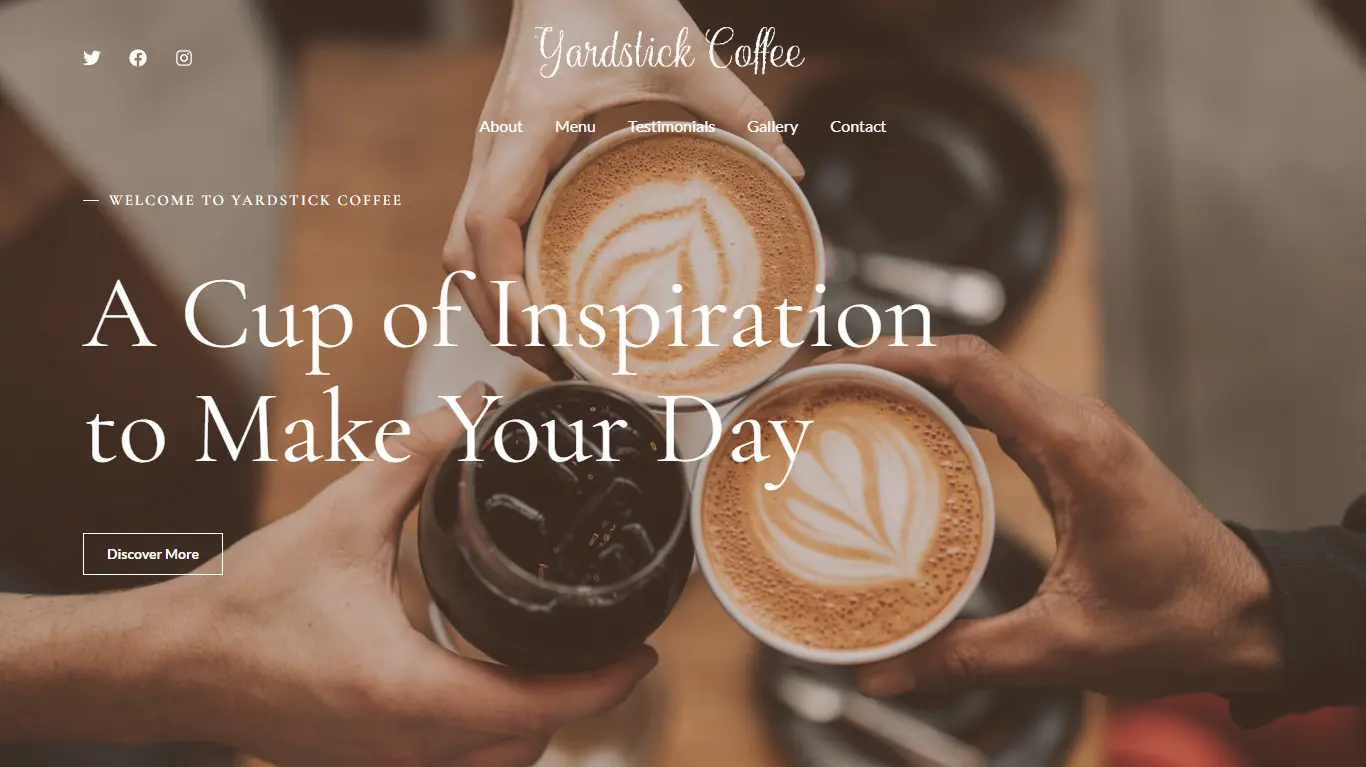 Yardstick Coffee
About Menu Testimonials Gallery Contact
WELCOME TO YARDSTICK COFFEE
A Cup of Inspiration
to Make Your Day
Discover More